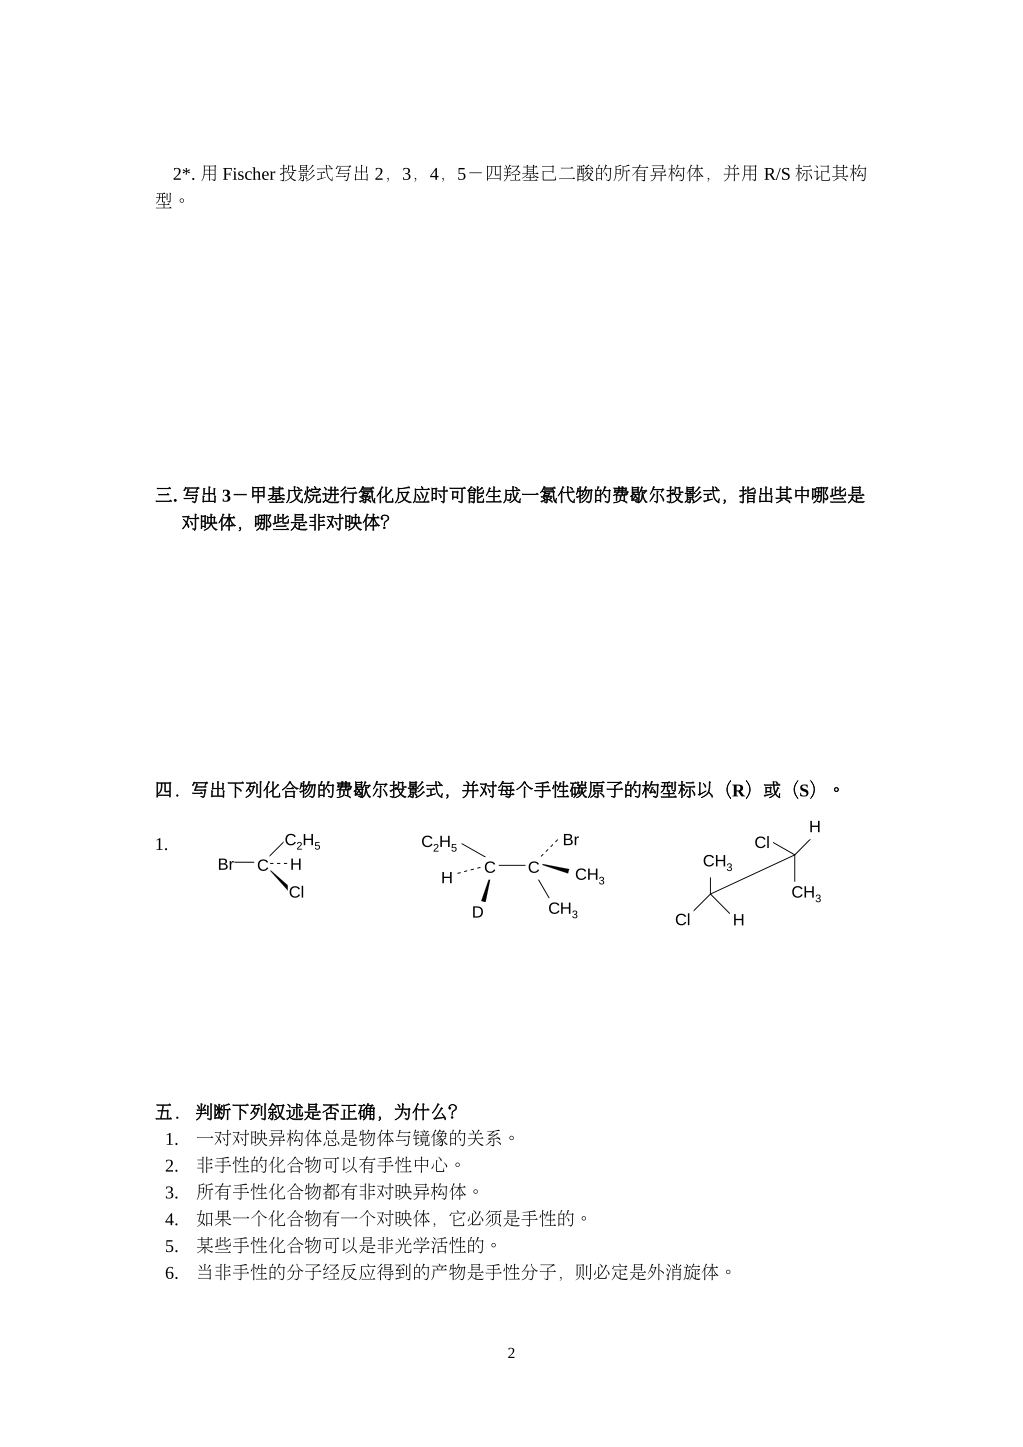 2*. 用 Fischer 投影式写出 2，3，4，5－四羟基己二酸的所有异构体，并用 R/S 标记其构
型。
三. 写出 3－甲基戊烷进行氯化反应时可能生成一氯代物的费歇尔投影式，指出其中哪些是
对映体，哪些是非对映体？
四．写出下列化合物的费歇尔投影式，并对每个手性碳原子的构型标以（R）或（S）。
1.
Br C C2H5 H Cl
C2H5 H D C C Br CH3 CH3
CH3 Cl H Cl H CH3
五． 判断下列叙述是否正确，为什么？
1. 一对对映异构体总是物体与镜像的关系。
2. 非手性的化合物可以有手性中心。
3. 所有手性化合物都有非对映异构体。
4. 如果一个化合物有一个对映体，它必须是手性的。
5. 某些手性化合物可以是非光学活性的。
6. 当非手性的分子经反应得到的产物是手性分子，则必定是外消旋体。
2